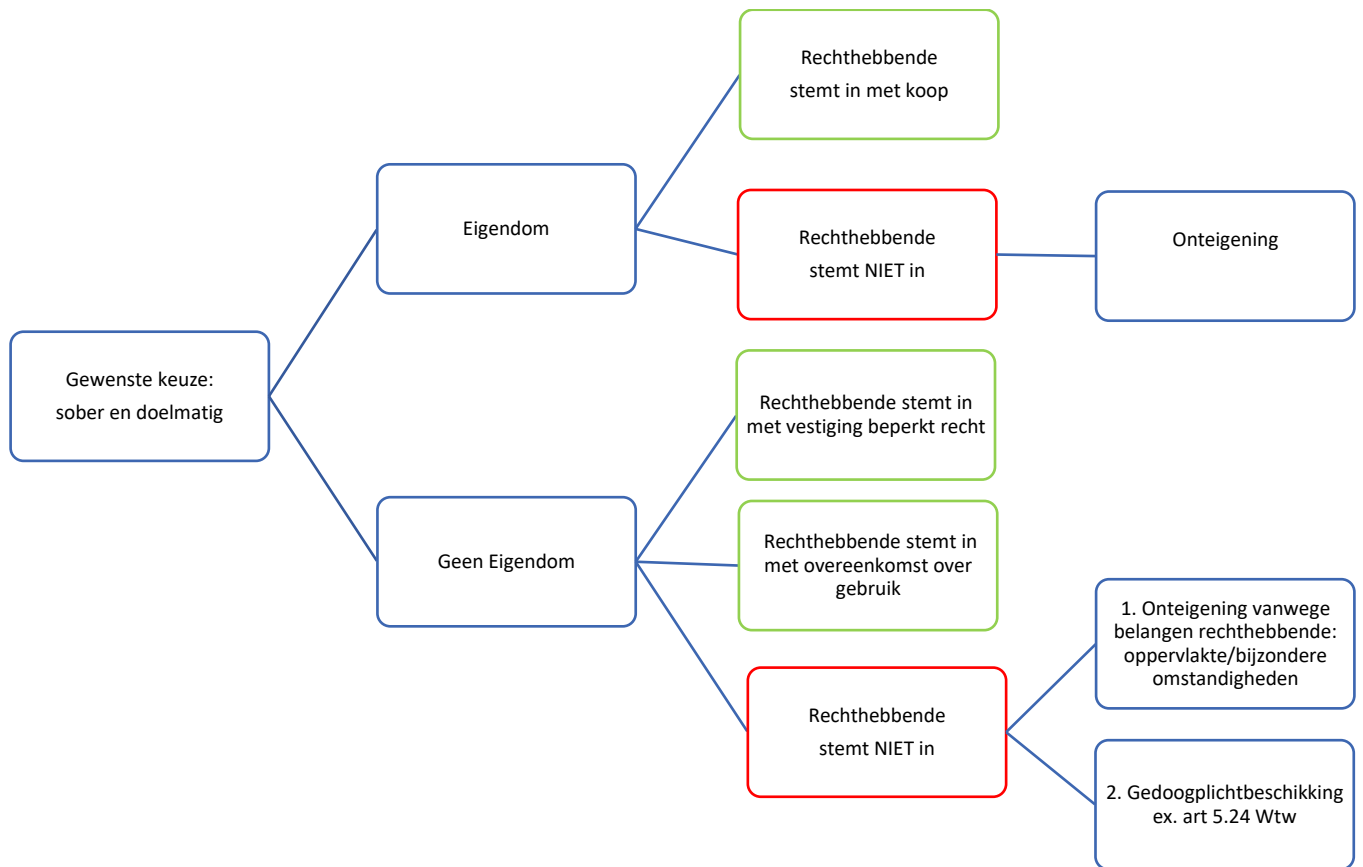 Rechthebbende
stemt in met koop
Eigendom
Rechthebbende
stemt NIET in
Onteigening
Gewenste keuze:
sober en doelmatig
Rechthebbende stemt in
met vestiging beperkt recht
Geen Eigendom
Rechthebbende stemt in
met overeenkomst over
gebruik
Rechthebbende
stemt NIET in
1. Onteigening vanwege
belangen rechthebbende:
oppervlakte/bijzondere
omstandigheden
2. Gedoogplichtbeschikking
ex. art 5.24 Wtw